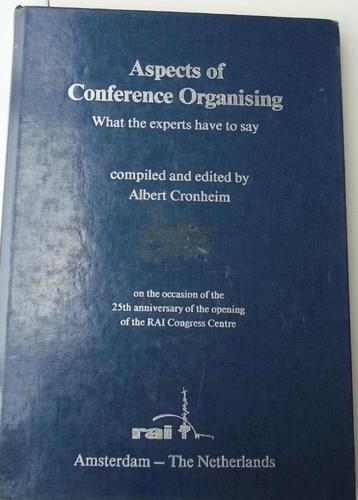 Aspects of
Conference Organising
What the experts have to say
compiled and edited by
Albert Cronheim
on the occasion of the
25th anniversary of the opening
of the RAI Congress Centre
rai
Amsterdam – The Netherlands